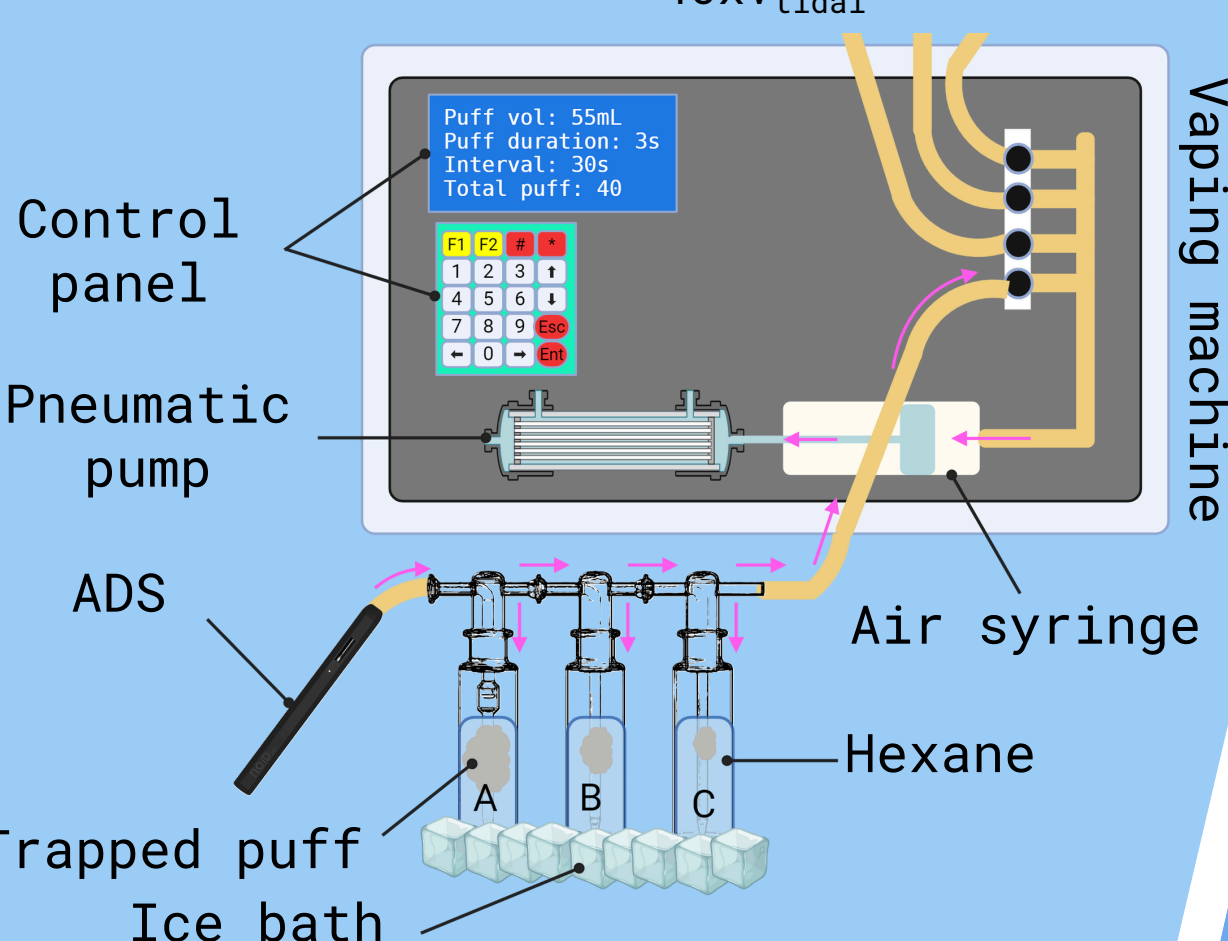 tidal
Puff vol: 55mL
Puff duration: 3s
Interval: 30s
Total puff: 40
Control
panel
F1 F2 # *
1 2 3 ⬆
4 5 6 ⬇
7 8 9 Esc
⬅ 0 ➡ Ent
Vaping machine
Pneumatic
pump
ADS
Air syringe
Hexane
A B C
Trapped puff
Ice bath